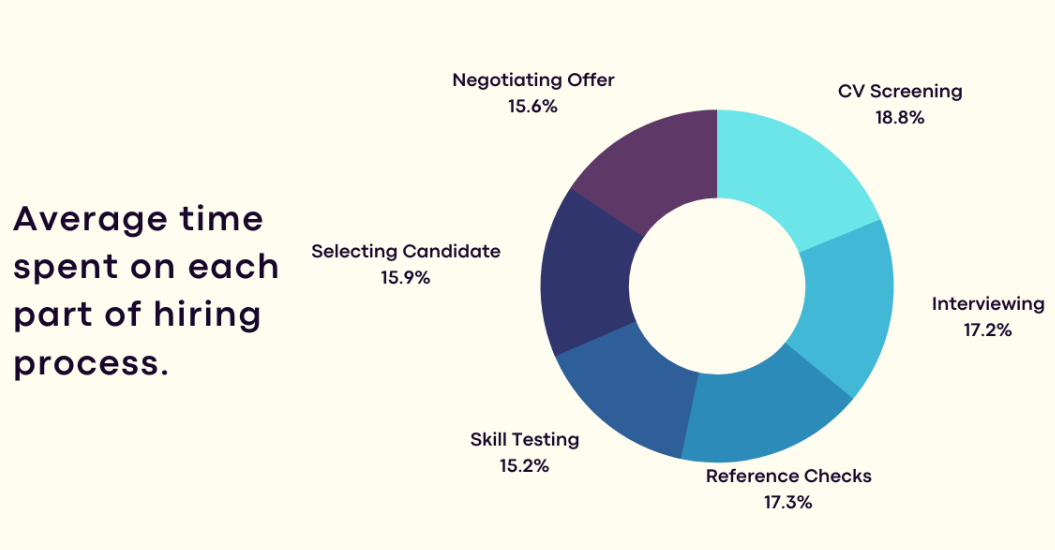 Average time
spent on each
part of hiring
process.
Negotiating Offer
15.6%
CV Screening
18.8%
Selecting Candidate
15.9%
Interviewing
17.2%
Skill Testing
15.2%
Reference Checks
17.3%